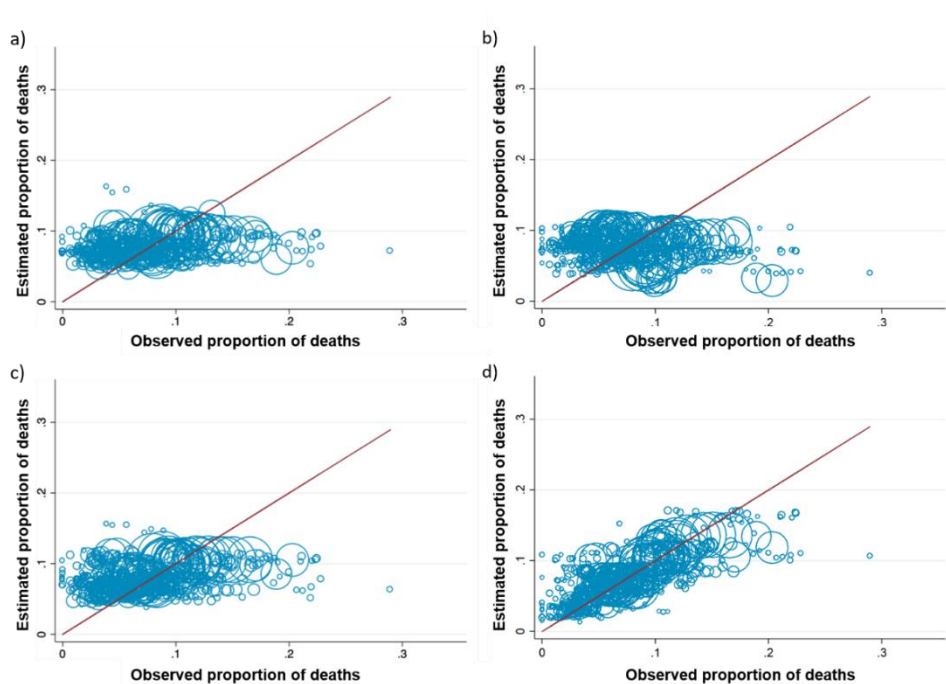 a)
Estimated proportion of deaths
.3
.2
.1
0
0 .1 .2 .3
Observed proportion of deaths
b)
Estimated proportion of deaths
.3
.2
.1
0
0 .1 .2 .3
Observed proportion of deaths
c)
Estimated proportion of deaths
.3
.2
.1
0
0 .1 .2 .3
Observed proportion of deaths
d)
Estimated proportion of deaths
.3
.2
.1
0
0 .1 .2 .3
Observed proportion of deaths